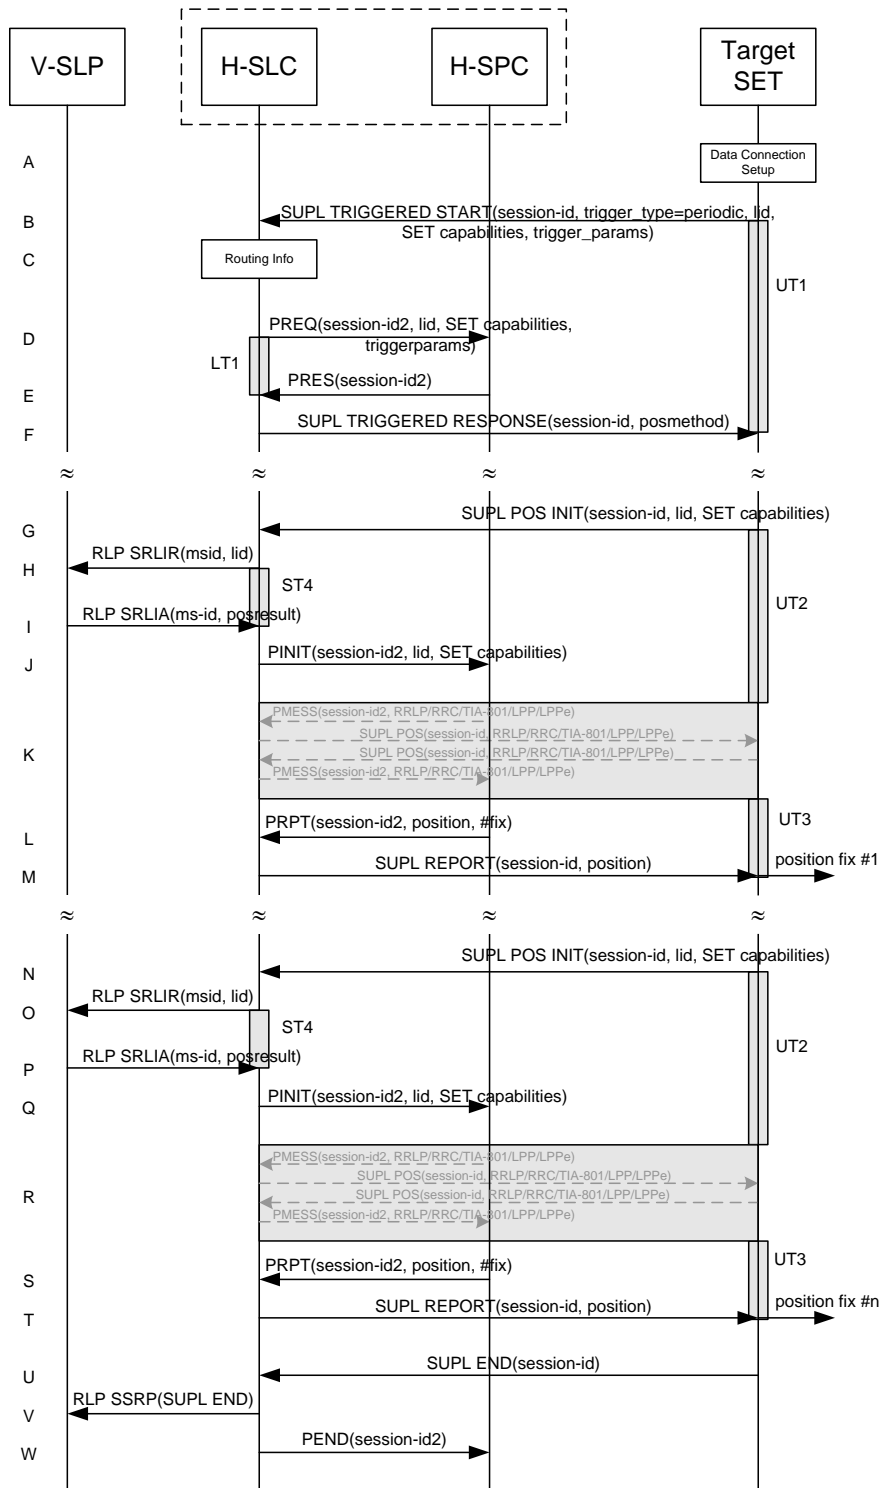 V-SLP
H-SLC
H-SPC
Target
SET
A
Data Connection
Setup
B
SUPL TRIGGERED START(session-id, trigger_type=periodic, lid,
SET capabilities, trigger_params)
C
Routing Info
UT1
D
PREQ(session-id2, lid, SET capabilities,
triggerparams)
LT1
E
PRES(session-id2)
F
SUPL TRIGGERED RESPONSE(session-id, posmethod)
≈ ≈ ≈ ≈
G
SUPL POS INIT(session-id, lid, SET capabilities)
H
RLP SRLIR(msid, lid)
ST4
UT2
I
RLP SRLIA(ms-id, posresult)
J
PINIT(session-id2, lid, SET capabilities)
PMESS(session-id2, RRLP/RRC/TIA-801/LPP/LPPe)
SUPL POS(session-id, RRLP/RRC/TIA-801/LPP/LPPe)
K
SUPL POS(session-id, RRLP/RRC/TIA-801/LPP/LPPe)
PMESS(session-id2, RRLP/RRC/TIA-801/LPP/LPPe)
UT3
L
PRPT(session-id2, position, #fix)
M
SUPL REPORT(session-id, position)
position fix #1
≈ ≈ ≈ ≈
N
SUPL POS INIT(session-id, lid, SET capabilities)
O
RLP SRLIR(msid, lid)
ST4
UT2
P
RLP SRLIA(ms-id, posresult)
Q
PINIT(session-id2, lid, SET capabilities)
PMESS(session-id2, RRLP/RRC/TIA-801/LPP/LPPe)
SUPL POS(session-id, RRLP/RRC/TIA-801/LPP/LPPe)
R
SUPL POS(session-id, RRLP/RRC/TIA-801/LPP/LPPe)
PMESS(session-id2, RRLP/RRC/TIA-801/LPP/LPPe)
UT3
S
PRPT(session-id2, position, #fix)
T
SUPL REPORT(session-id, position)
position fix #n
U
SUPL END(session-id)
V
RLP SSRP(SUPL END)
W
PEND(session-id2)